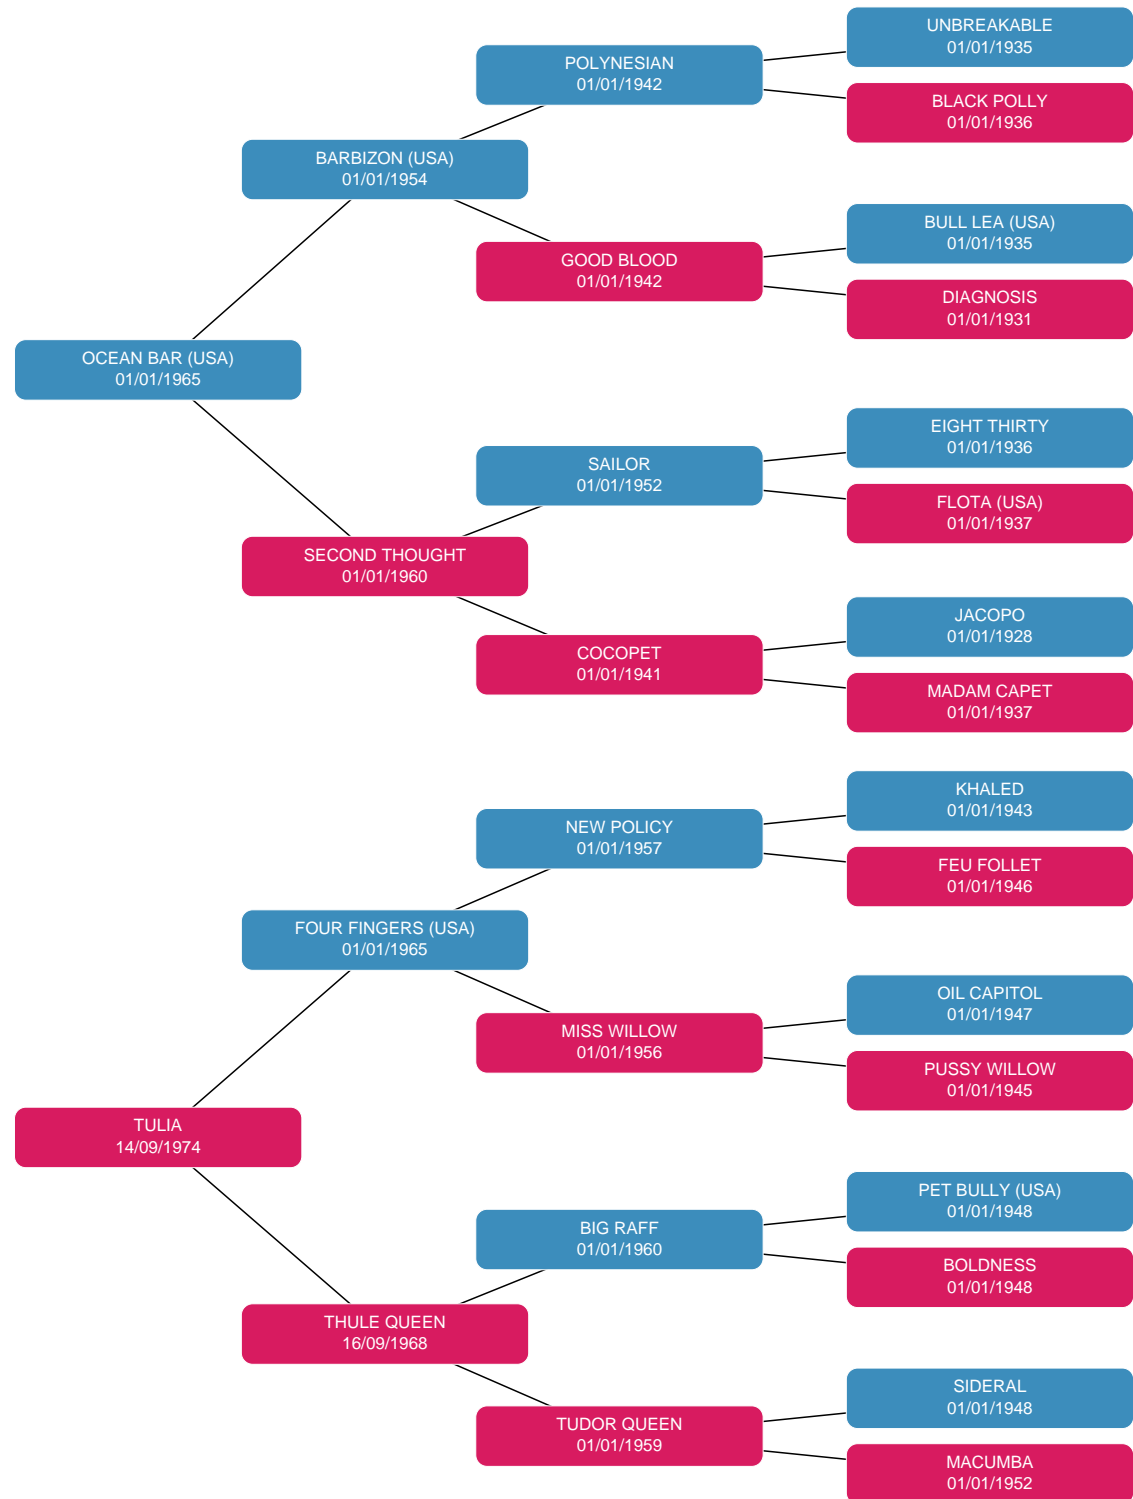 UNBREAKABLE
01/01/1935
POLYNESIAN
01/01/1942
BLACK POLLY
01/01/1936
BARBIZON (USA)
01/01/1954
BULL LEA (USA)
01/01/1935
GOOD BLOOD
01/01/1942
DIAGNOSIS
01/01/1931
OCEAN BAR (USA)
01/01/1965
EIGHT THIRTY
01/01/1936
SAILOR
01/01/1952
FLOTA (USA)
01/01/1937
SECOND THOUGHT
01/01/1960
JACOPO
01/01/1928
COCOPET
01/01/1941
MADAM CAPET
01/01/1937
KHALED
01/01/1943
NEW POLICY
01/01/1957
FEU FOLLET
01/01/1946
FOUR FINGERS (USA)
01/01/1965
OIL CAPITOL
01/01/1947
MISS WILLOW
01/01/1956
PUSSY WILLOW
01/01/1945
TULIA
14/09/1974
PET BULLY (USA)
01/01/1948
BIG RAFF
01/01/1960
BOLDNESS
01/01/1948
THULE QUEEN
16/09/1968
SIDERAL
01/01/1948
TUDOR QUEEN
01/01/1959
MACUMBA
01/01/1952